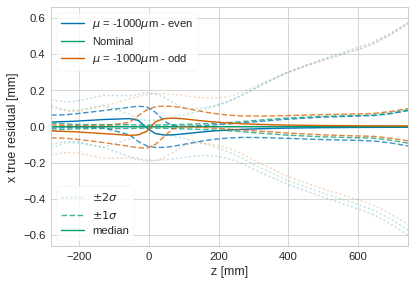 μ = -1000μm - even
Nominal
μ = -1000μm - odd
±2σ
±1σ
median
x true residual [mm]
0.6
0.4
0.2
0.0
−0.2
−0.4
−0.6
−200 0 200 400 600
z [mm]